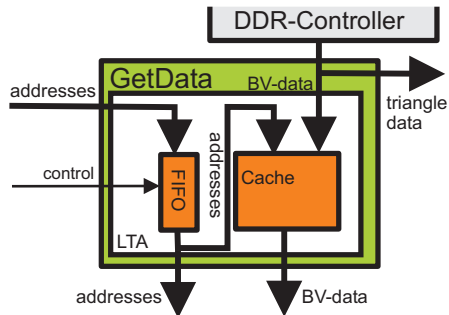 DDR-Controller
GetData
BV-data
addresses
triangle
data
addresses
control
FIFO
Cache
LTA
addresses
BV-data